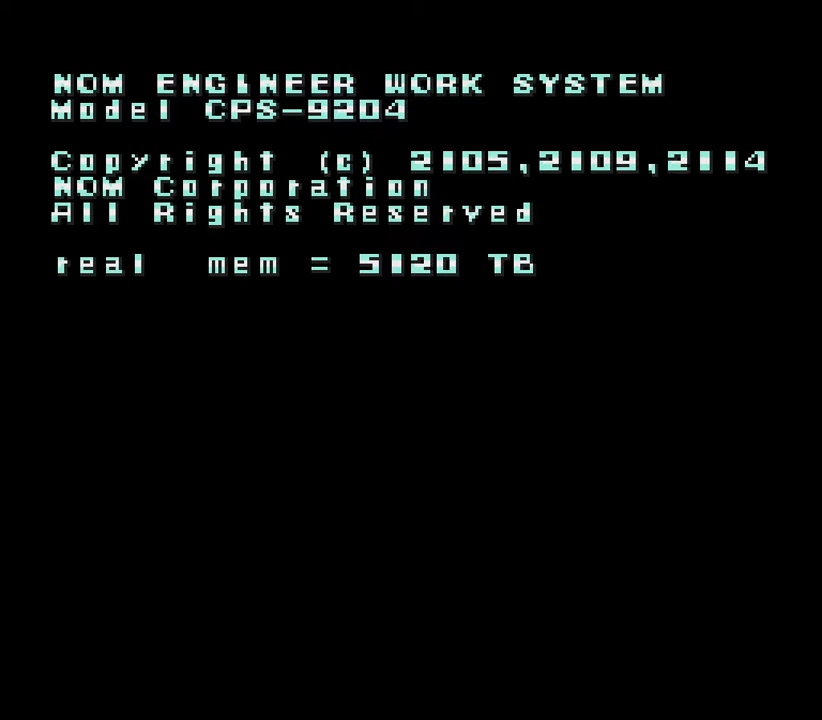 NOM ENGINEER WORK SYSTEM
Model CPS-9204
Copyright (c) 2105,2109,2114
NOM Corporation
All Rights Reserved
real  mem = 5120 TB